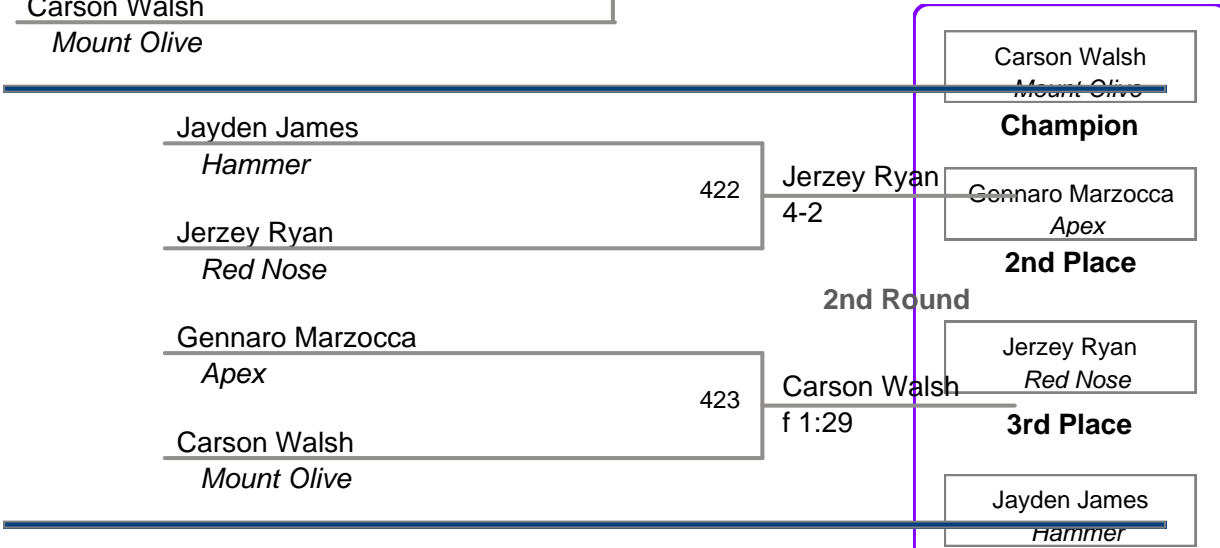 Carson Walsh
Mount Olive
Carson Walsh
Mount Olive
Champion
Jayden James
Hammer
422
Jerzey Ryan
4-2
Jerzey Ryan
Red Nose
Gennaro Marzocca
Apex
2nd Place
2nd Round
Gennaro Marzocca
Apex
423
Carson Walsh
f 1:29
Carson Walsh
Mount Olive
Jerzey Ryan
Red Nose
3rd Place
Jayden James
Hammer